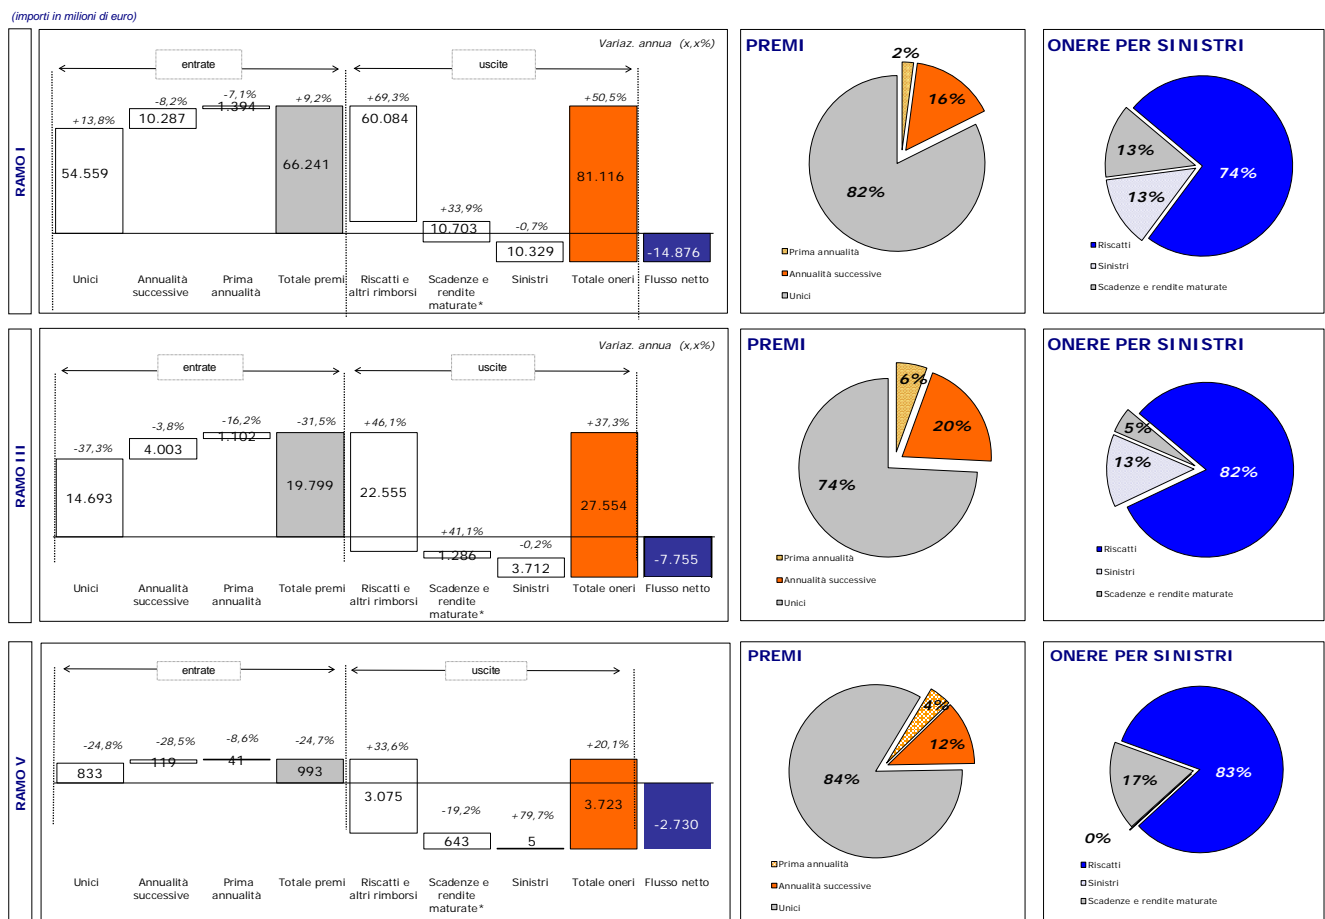 (importi in milioni di euro)
RAMO I
Variaz. annua (x,x%)
entrate
uscite
+13,8%
-8,2%
-7,1%
+9,2%
+69,3%
+33,9%
-0,7%
+50,5%
54.559
10.287
1.394
66.241
60.084
10.703
10.329
81.116
-14.876
Unici
Annualità successive
Prima annualità
Totale premi
Riscatti e altri rimborsi
Scadenze e rendite maturate*
Sinistri
Totale oneri
Flusso netto
PREMI
2%
16%
82%
Prima annualità
Annualità successive
Unici
ONERE PER SINISTRI
13%
74%
13%
Riscatti
Sinistri
Scadenze e rendite maturate
RAMO III
Variaz. annua (x,x%)
entrate
uscite
-37,3%
-3,8%
-16,2%
-31,5%
+46,1%
+41,1%
-0,2%
+37,3%
14.693
4.003
1.102
19.799
22.555
1.286
3.712
27.554
-7.755
Unici
Annualità successive
Prima annualità
Totale premi
Riscatti e altri rimborsi
Scadenze e rendite maturate*
Sinistri
Totale oneri
Flusso netto
PREMI
6%
20%
74%
Prima annualità
Annualità successive
Unici
ONERE PER SINISTRI
5%
13%
82%
Riscatti
Sinistri
Scadenze e rendite maturate
RAMO V
entrate
uscite
-24,8%
-28,5%
-8,6%
-24,7%
+33,6%
-19,2%
+79,7%
+20,1%
833
119
41
993
3.075
643
5
3.723
-2.730
Unici
Annualità successive
Prima annualità
Totale premi
Riscatti e altri rimborsi
Scadenze e rendite maturate*
Sinistri
Totale oneri
Flusso netto
PREMI
4%
12%
84%
Prima annualità
Annualità successive
Unici
ONERE PER SINISTRI
17%
83%
0%
Riscatti
Sinistri
Scadenze e rendite maturate